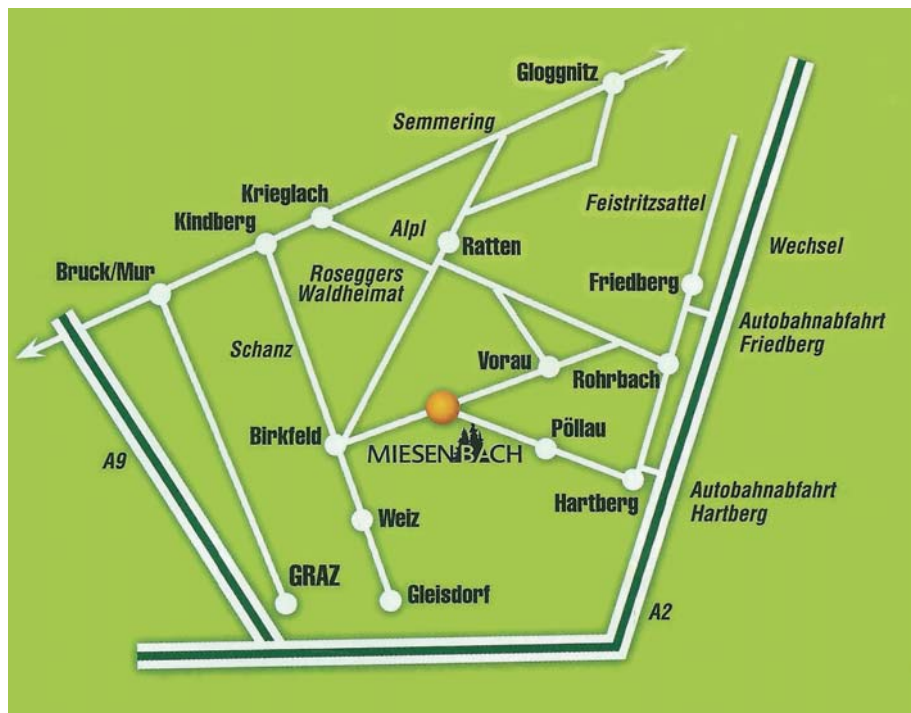 Gloggnitz
Semmering
Krieglach
Kindberg
Feistritzsattel
Alpl
Ratten
Wechsel
Bruck/Mur
Roseggers
Waldheimat
Friedberg
Autobahnabfahrt
Friedberg
Schanz
Vorau
Rohrbach
Birkfeld
MIESENBACH
Pöllau
A9
Hartberg
Autobahnabfahrt
Hartberg
Weiz
GRAZ
Gleisdorf
A2